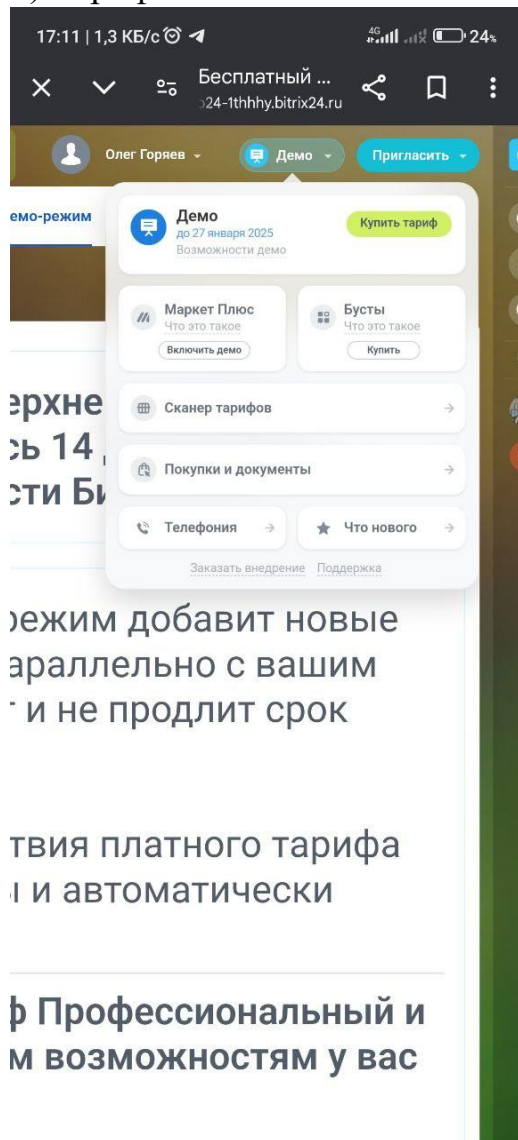 17:11 | 1,3 КБ/с
4G
24%
Бесплатный ...
o24-1thhhy.bitrix24.ru
Олег Горяев
Демо
Пригласить
емо-режим
Демо
до 27 января 2025
Возможности демо
Купить тариф
Маркет Плюс
Что это такое
Включить демо
Бусты
Что это такое
Купить
Сканер тарифов
Покупки и документы
Телефония
Что нового
Заказать внедрение Поддержка
ерхне
сь 14
сти Би
режим добавит новые
араллельно с вашим
т и не продлит срок
твия платного тарифа
ы и автоматически
ф Профессиональный и
м возможностям у вас